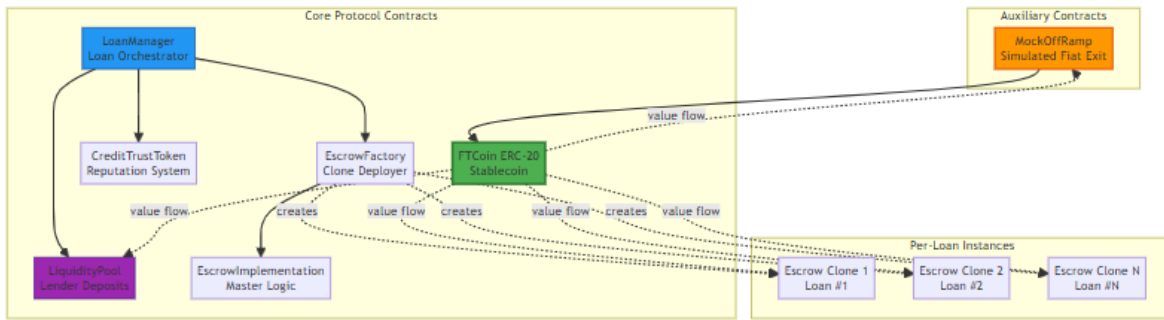 Core Protocol Contracts
Auxiliary Contracts
LoanManager
Loan Orchestrator
MockOffRamp
Simulated Fiat Exit
value flow
CreditTrustToken
Reputation System
EscrowFactory
Clone Deployer
FTCoin ERC-20
Stablecoin
value flow
creates
value flow
creates
value flow
creates
value flow
Per-Loan Instances
LiquidityPool
Lender Deposits
EscrowImplementation
Master Logic
Escrow Clone 1
Loan #1
Escrow Clone 2
Loan #2
Escrow Clone N
Loan #N